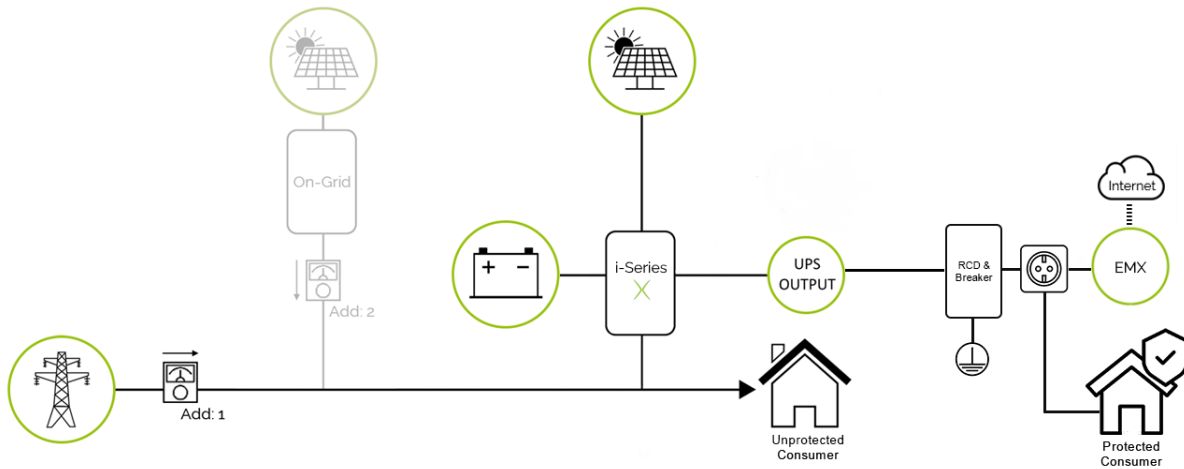 On-Grid
Add: 2
i-Series
X
UPS
OUTPUT
RCD &
Breaker
Internet
EMX
Add: 1
Unprotected
Consumer
Protected
Consumer